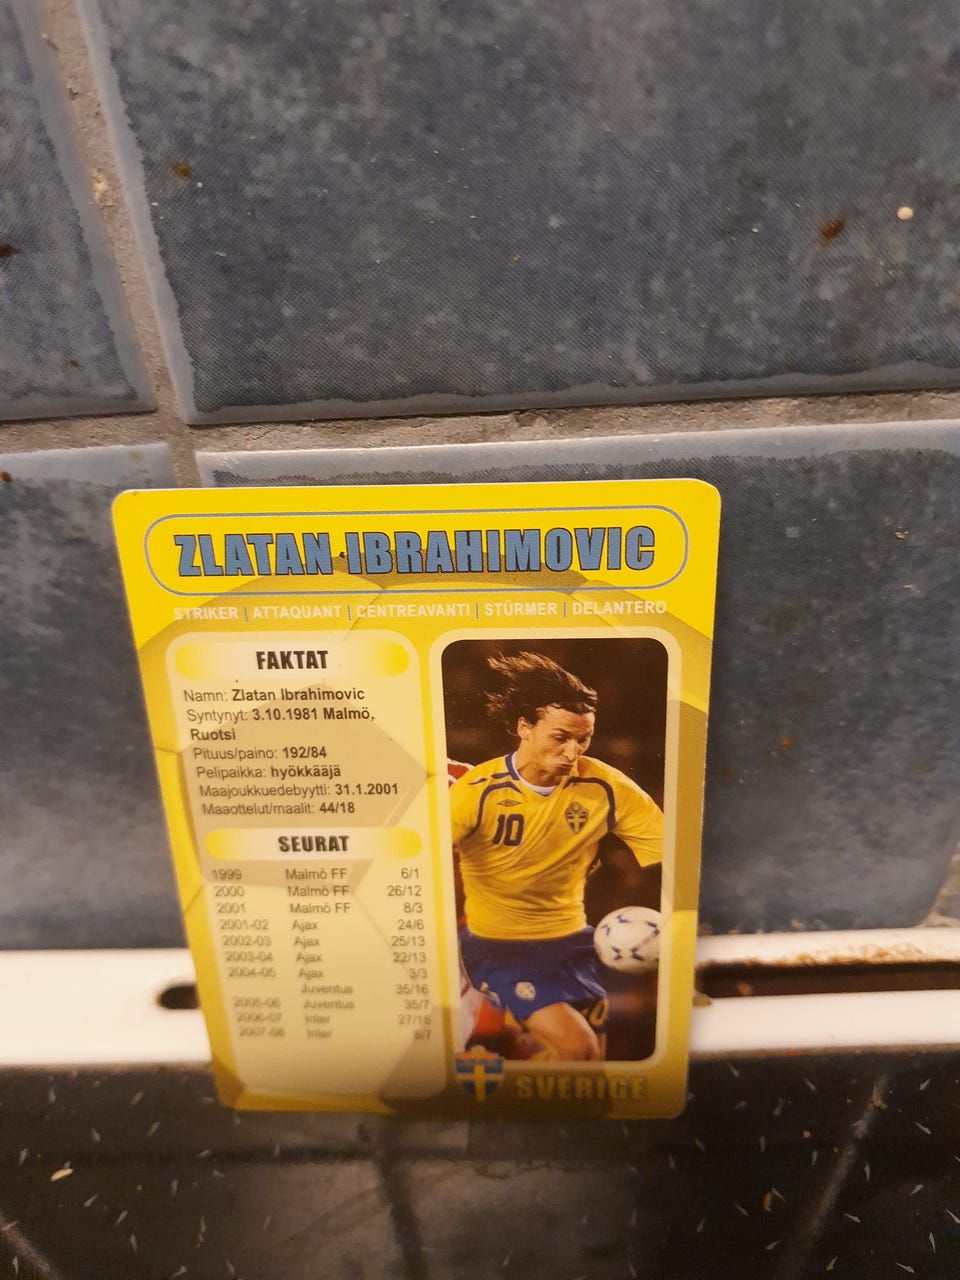 ZLATAN IBRAHIMOVIC
STRIKER | ATTAQUANT | CENTREAVANTI | STÜRMER | DELANTERO
FAKTAT
Namn: Zlatan Ibrahimovic
Syntynyt: 3.10.1981 Malmö,
Ruotsi
Pituus/paino: 192/84
Pelipaikka: hyökkääjä
Maajoukkuedebyytti: 31.1.2001
Maaottelut/maalit: 44/18
SEURAT
1999 Malmö FF 6/1
2000 Malmö FF 26/12
2001 Malmö FF 8/3
2001-02 Ajax 24/6
2002-03 Ajax 25/13
2003-04 Ajax 22/13
2004-05 Ajax 3/3
Juventus 35/16
2005-06 Juventus 35/7
2006-07 Inter 27/15
2007-08 Inter
10
SVERIGE